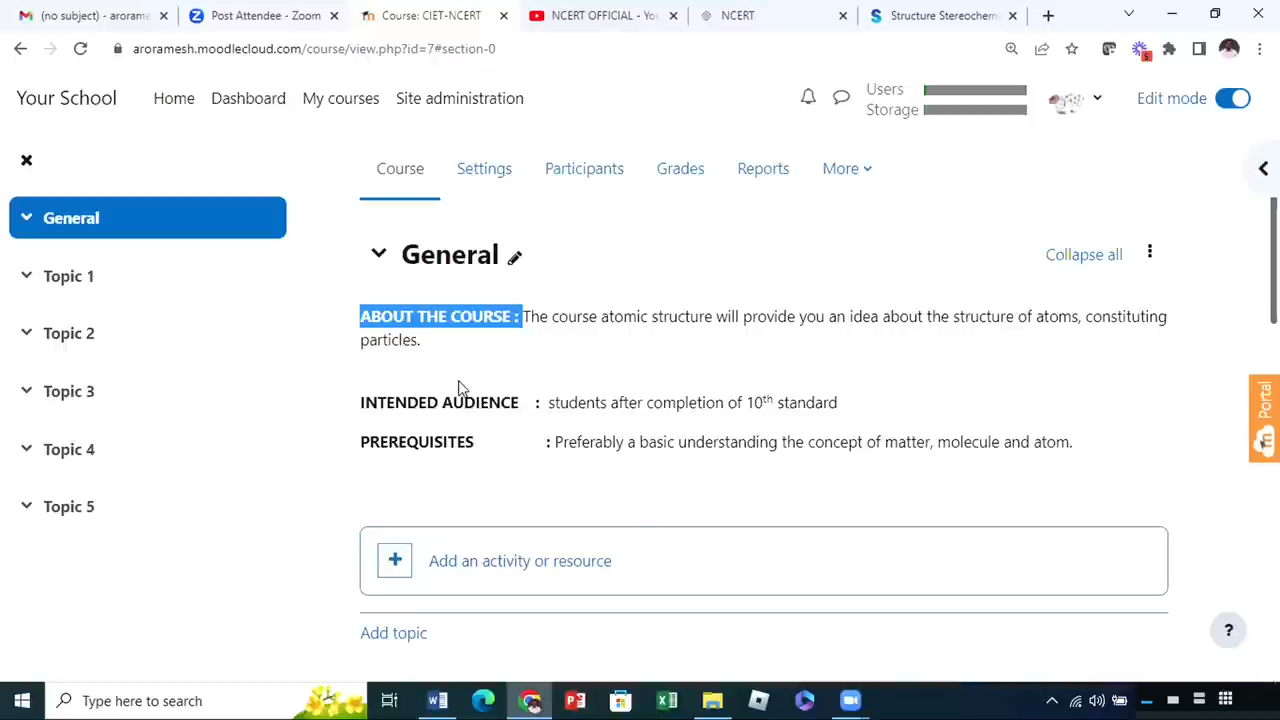 (no subject) - arorame
Post Attendee - Zoom
Course: CIET-NCERT
NCERT OFFICIAL - You
NCERT
Structure Stereochem
aroramesh.moodlecloud.com/course/view.php?id=7#section-0
Your School
Home
Dashboard
My courses
Site administration
Users
Storage
Edit mode
Course
Settings
Participants
Grades
Reports
More
General
Topic 1
Topic 2
Topic 3
Topic 4
Topic 5
General
Collapse all
ABOUT THE COURSE : The course atomic structure will provide you an idea about the structure of atoms, constituting
particles.
INTENDED AUDIENCE : students after completion of 10th standard
PREREQUISITES : Preferably a basic understanding the concept of matter, molecule and atom.
Add an activity or resource
Add topic
Portal
?
Type here to search